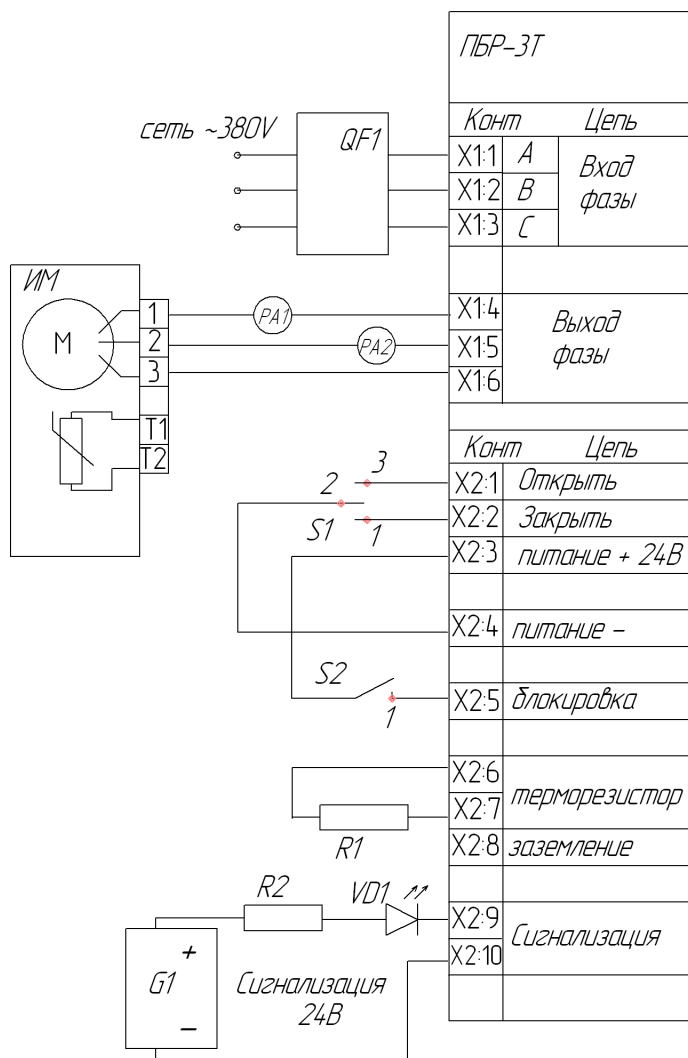 ПБР-3Т
сеть ~380V
QF1
Конт Цепь
X1:1 A
X1:2 B
X1:3 C
Вход
фазы
ИМ
M
1
2
3
T1
T2
PA1
PA2
X1:4
X1:5
X1:6
Выход
фазы
Конт Цепь
3
2
S1
1
X2:1 Открыть
X2:2 Закрыть
X2:3 питание + 24В
X2:4 питание -
S2
1
X2:5 блокировка
X2:6
X2:7
терморезистор
R1
X2:8 заземление
R2
VD1
X2:9
X2:10
Сигнализация
G1
+
-
Сигнализация
24В